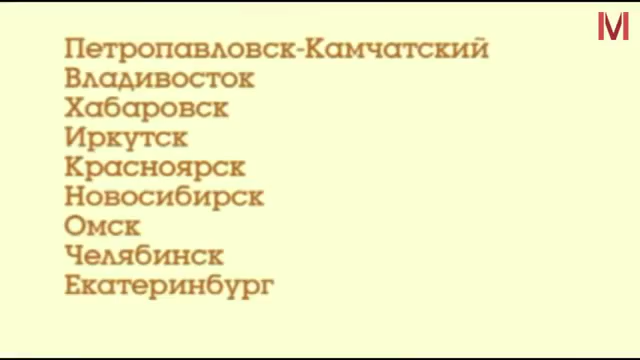 Петропавловск-Камчатский
Владивосток
Хабаровск
Иркутск
Красноярск
Новосибирск
Омск
Челябинск
Екатеринбург
M